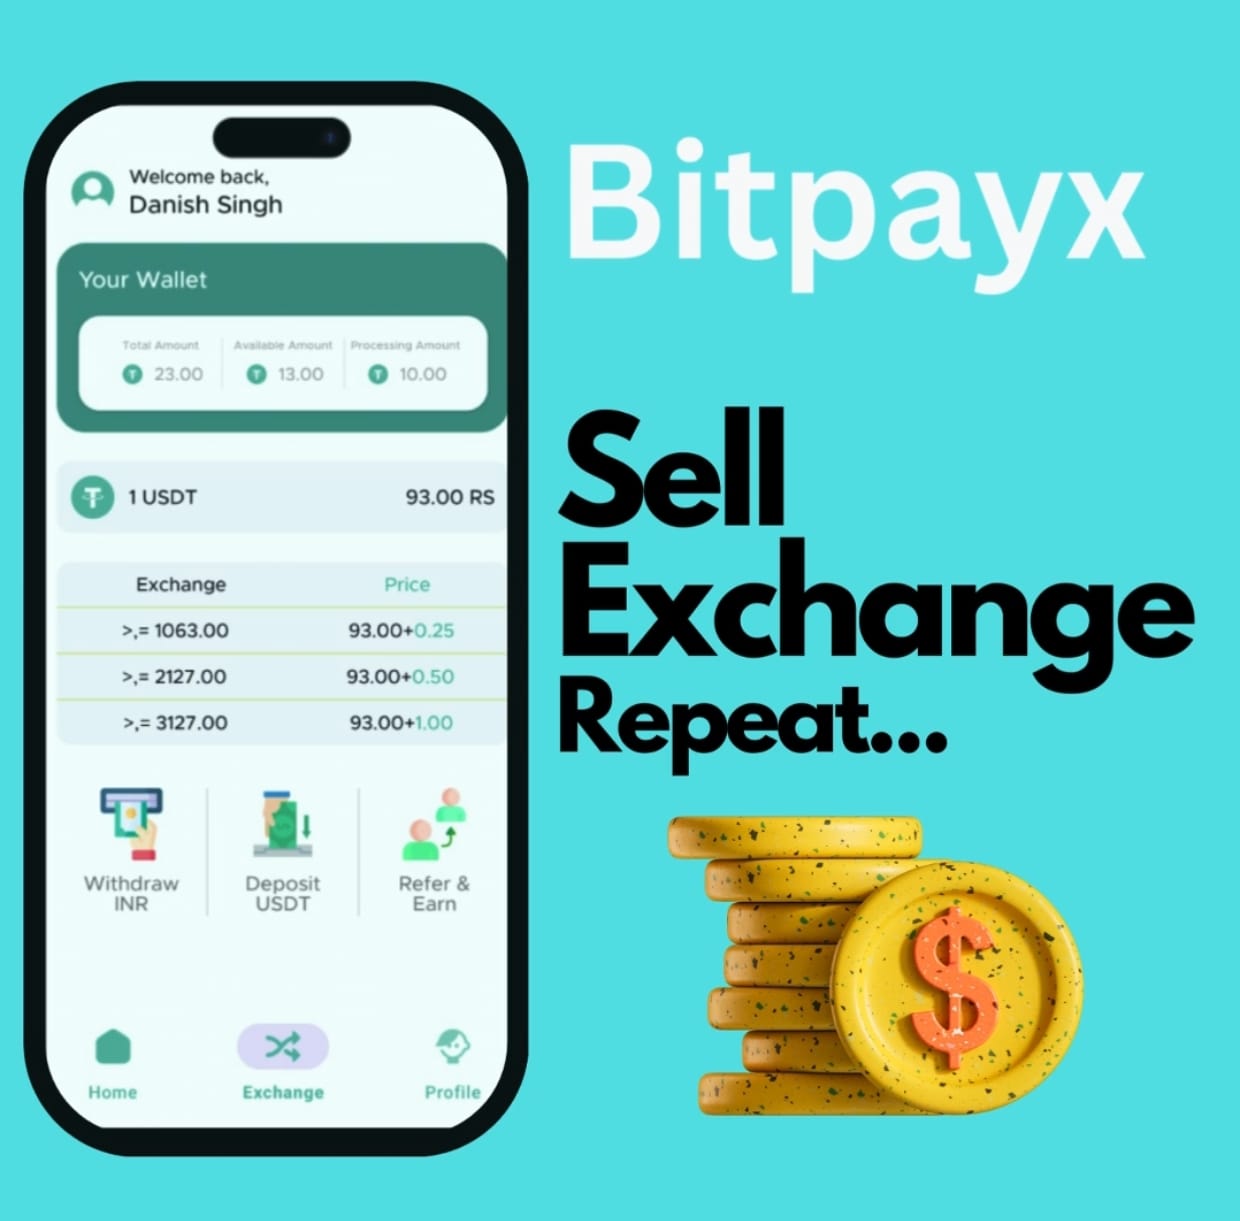 Welcome back,
Danish Singh
Your Wallet
Total Amount Available Amount Processing Amount
T 23.00 T 13.00 T 10.00
T 1 USDT 93.00 RS
Exchange Price
>,= 1063.00 93.00+0.25
>,= 2127.00 93.00+0.50
>,= 3127.00 93.00+1.00
Withdraw INR
Deposit USDT
Refer & Earn
Home Exchange Profile
Bitpayx
Sell
Exchange
Repeat...
$